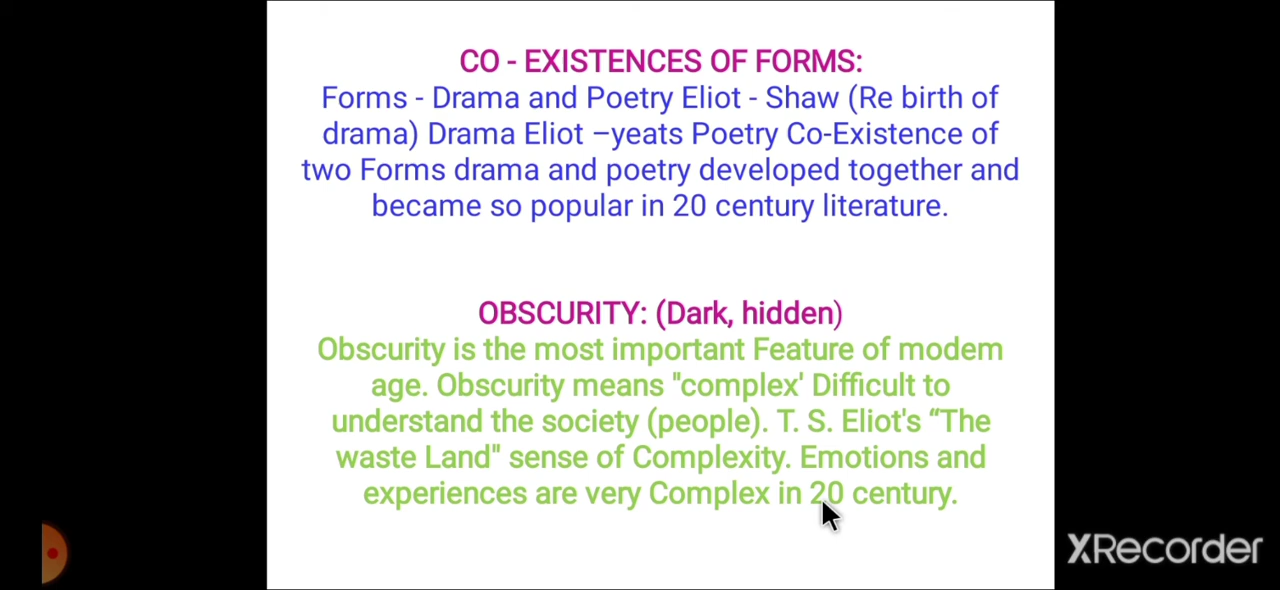 CO - EXISTENCES OF FORMS:
Forms - Drama and Poetry Eliot - Shaw (Re birth of
drama) Drama Eliot –yeats Poetry Co-Existence of
two Forms drama and poetry developed together and
became so popular in 20 century literature.
OBSCURITY: (Dark, hidden)
Obscurity is the most important Feature of modem
age. Obscurity means "complex' Difficult to
understand the society (people). T. S. Eliot's “The
waste Land" sense of Complexity. Emotions and
experiences are very Complex in 20 century.
XRecorder